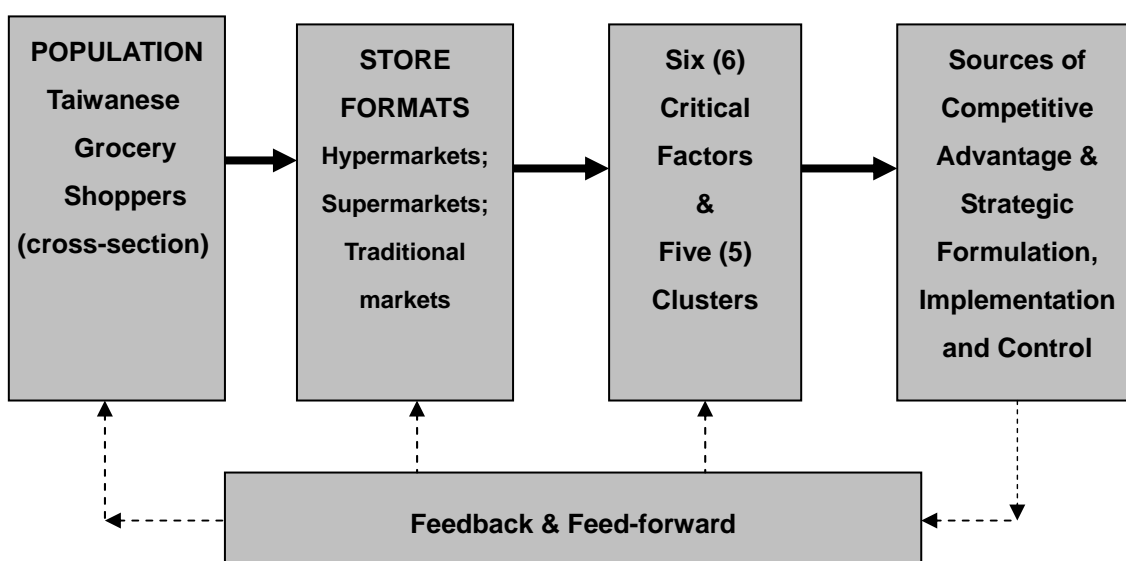 POPULATION
Taiwanese
Grocery
Shoppers
(cross-section)
STORE
FORMATS
Hypermarkets;
Supermarkets;
Traditional
markets
Six (6)
Critical
Factors
&
Five (5)
Clusters
Sources of
Competitive
Advantage &
Strategic
Formulation,
Implementation
and Control
Feedback & Feed-forward